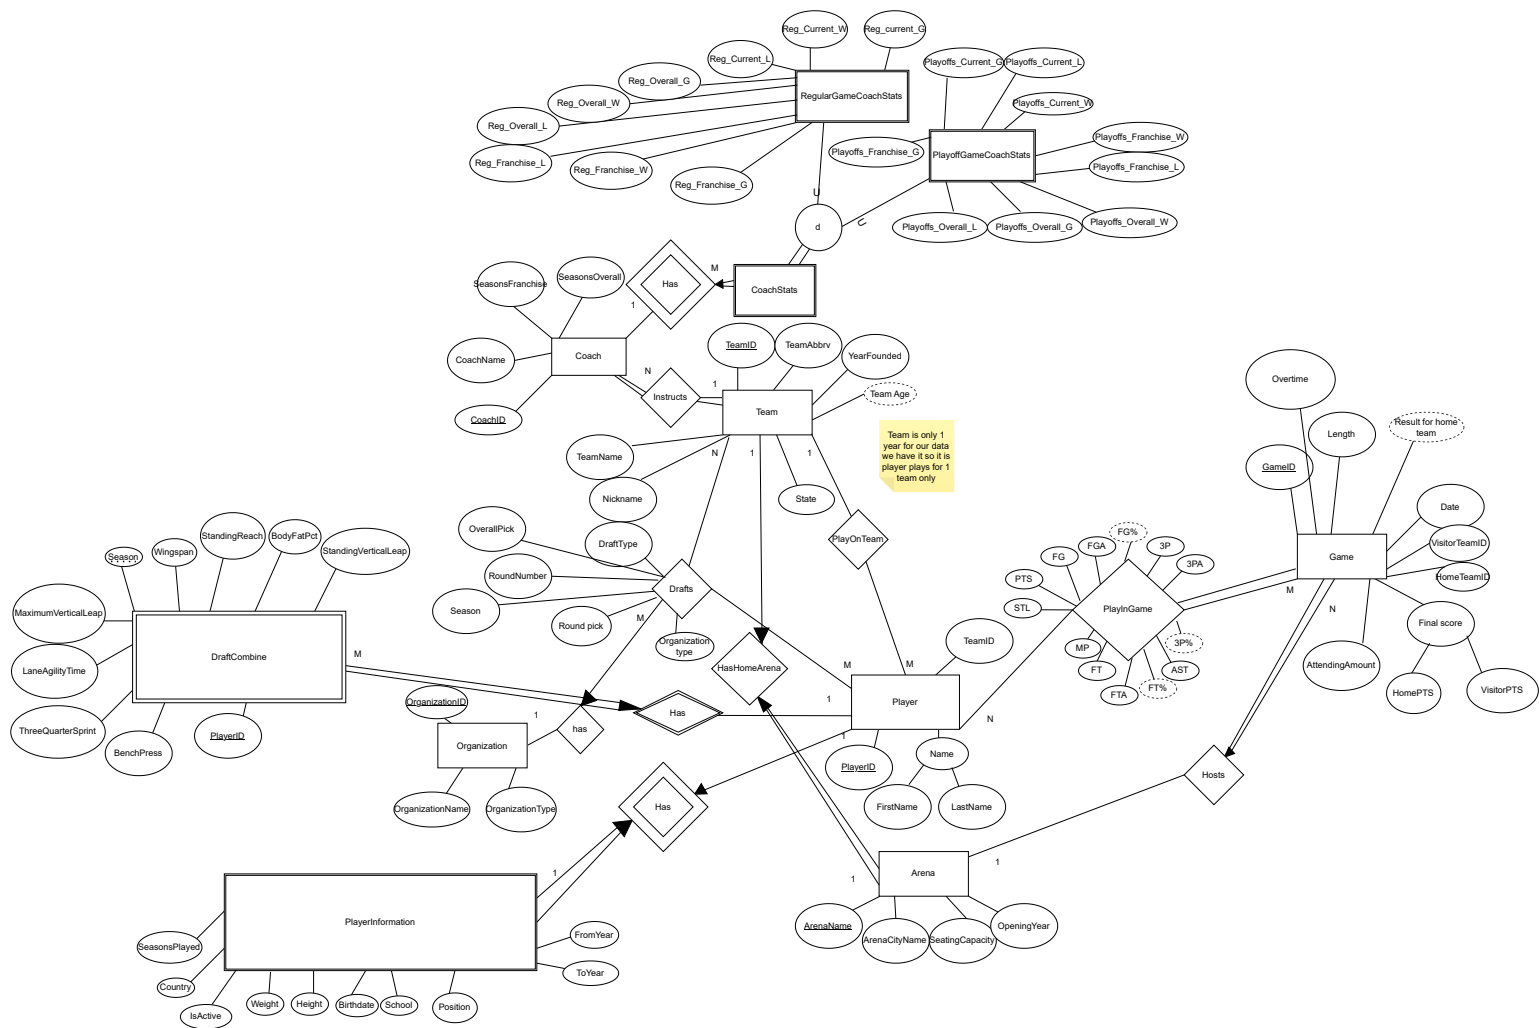 Reg_Current_W
Reg_current_G
Reg_Current_L
Playoffs_Current_G
Playoffs_Current_L
Reg_Overall_G
RegularGameCoachStats
Reg_Overall_W
Playoffs_Current_W
Reg_Overall_L
Playoffs_Franchise_W
Playoffs_Franchise_G
PlayoffGameCoachStats
Reg_Franchise_L
Reg_Franchise_W
Playoffs_Franchise_L
Reg_Franchise_G
U
U
d
Playoffs_Overall_L
Playoffs_Overall_G
Playoffs_Overall_W
M
SeasonsFranchise
SeasonsOverall
Has
CoachStats
1
CoachName
Coach
TeamID
TeamAbbrv
YearFounded
N
1
Instructs
Team Age
CoachID
Team
Overtime
Team is only 1
year for our data
we have it so it is
player plays for 1
team only
Length
Result for home
team
TeamName
N
1
1
GameID
Nickname
State
Date
OverallPick
DraftType
PlayOnTeam
FG%
StandingReach
BodyFatPct
StandingVerticalLeap
Season
Wingspan
FG
FGA
3P
Game
VisitorTeamID
3PA
RoundNumber
PTS
HomeTeamID
Drafts
M
MaximumVerticalLeap
Season
STL
PlayInGame
N
Round pick
M
Final score
Organization
type
TeamID
3P%
MP
DraftCombine
M
HasHomeArena
M
M
FT
AST
AttendingAmount
LaneAgilityTime
FTA
FT%
HomePTS
VisitorPTS
OrganizationID
1
1
Has
Player
N
ThreeQuarterSprint
PlayerID
has
BenchPress
Organization
1
Name
PlayerID
Hosts
OrganizationName
OrganizationType
Has
FirstName
LastName
1
1
1
Arena
PlayerInformation
ArenaName
OpeningYear
FromYear
ArenaCityName
SeatingCapacity
SeasonsPlayed
ToYear
Country
Weight
Height
Birthdate
School
Position
IsActive